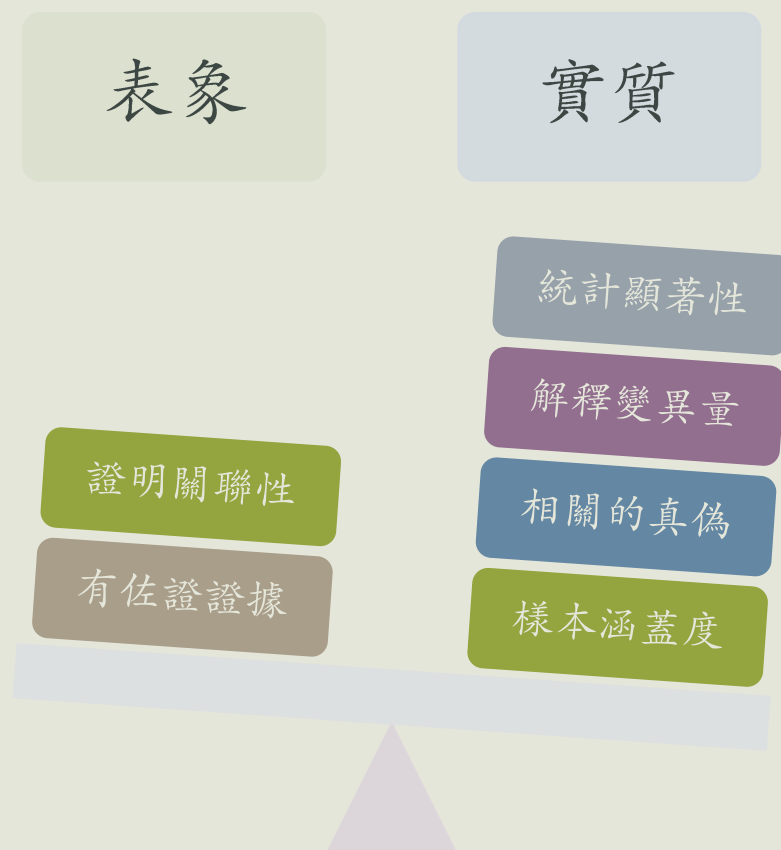 表象
實質
統計顯著性
解釋變異量
相關的真偽
樣本涵蓋度
證明關聯性
有佐證證據